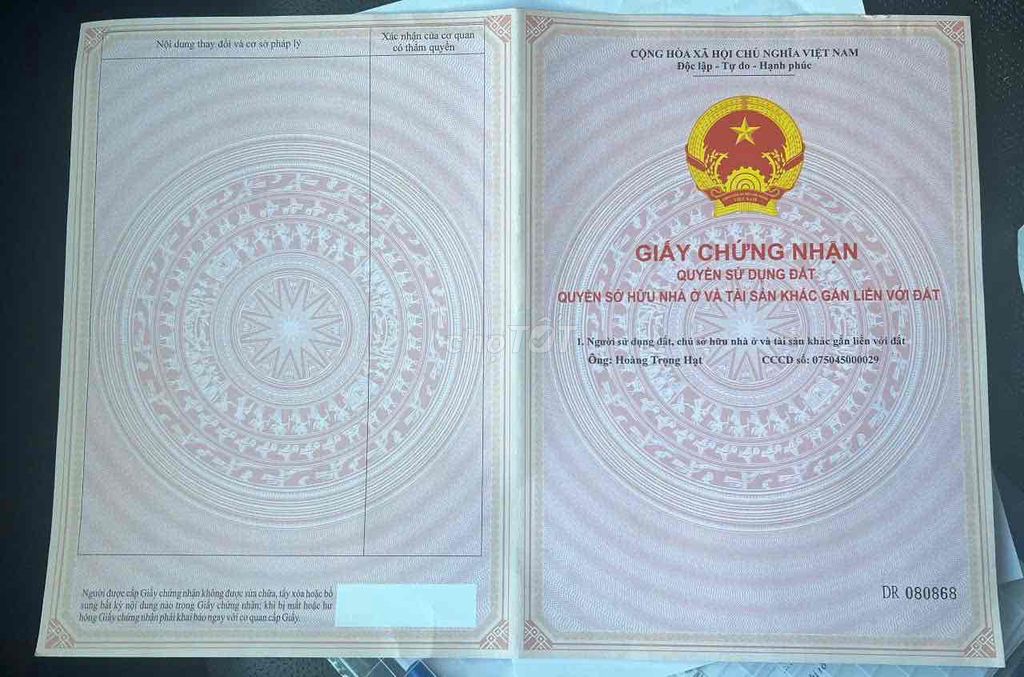 Nội dung thay đổi và cơ sở pháp lý
Xác nhận của cơ quan
có thẩm quyền
Người được cấp Giấy chứng nhận không được sửa chữa, tẩy xóa hoặc bổ
sung bất kỳ nội dung nào trong Giấy chứng nhận; khi bị mất hoặc hư
hỏng Giấy chứng nhận phải khai báo ngay với cơ quan cấp Giấy.
CỘNG HÒA XÃ HỘI CHỦ NGHĨA VIỆT NAM
Độc lập - Tự do - Hạnh phúc
VIỆT NAM
GIẤY CHỨNG NHẬN
QUYỀN SỬ DỤNG ĐẤT
QUYỀN SỞ HỮU NHÀ Ở VÀ TÀI SẢN KHÁC GẮN LIỀN VỚI ĐẤT
I. Người sử dụng đất, chủ sở hữu nhà ở và tài sản khác gắn liền với đất
Ông: Hoàng Trọng Hạt CCCD số: 075045000029
chợTỐT
DR 080868